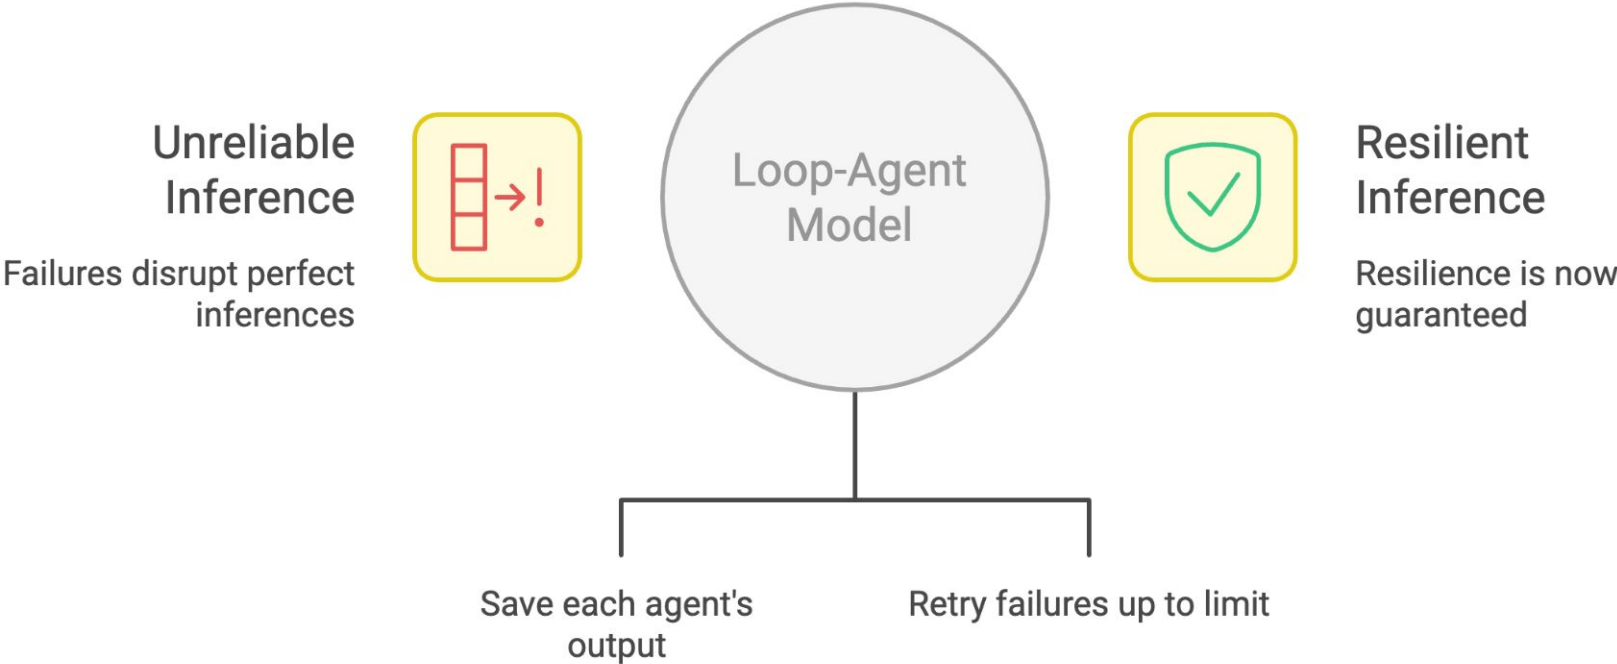 Unreliable
Inference
Failures disrupt perfect
inferences
Loop-Agent
Model
Resilient
Inference
Resilience is now
guaranteed
Save each agent's
output
Retry failures up to limit